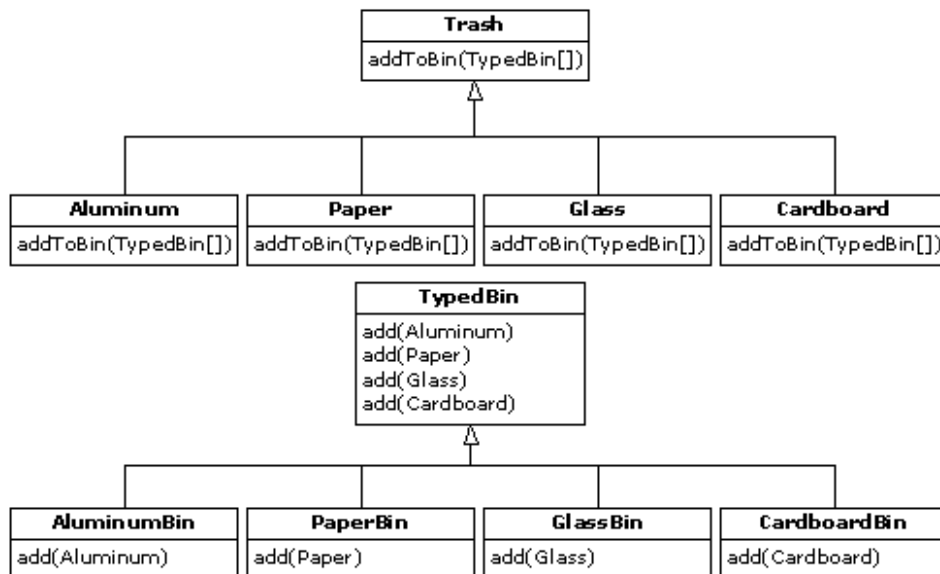 Trash
addToBin(TypedBin[])
Aluminum
addToBin(TypedBin[])
Paper
addToBin(TypedBin[])
Glass
addToBin(TypedBin[])
Cardboard
addToBin(TypedBin[])
TypedBin
add(Aluminum)
add(Paper)
add(Glass)
add(Cardboard)
AluminumBin
add(Aluminum)
PaperBin
add(Paper)
GlassBin
add(Glass)
CardboardBin
add(Cardboard)